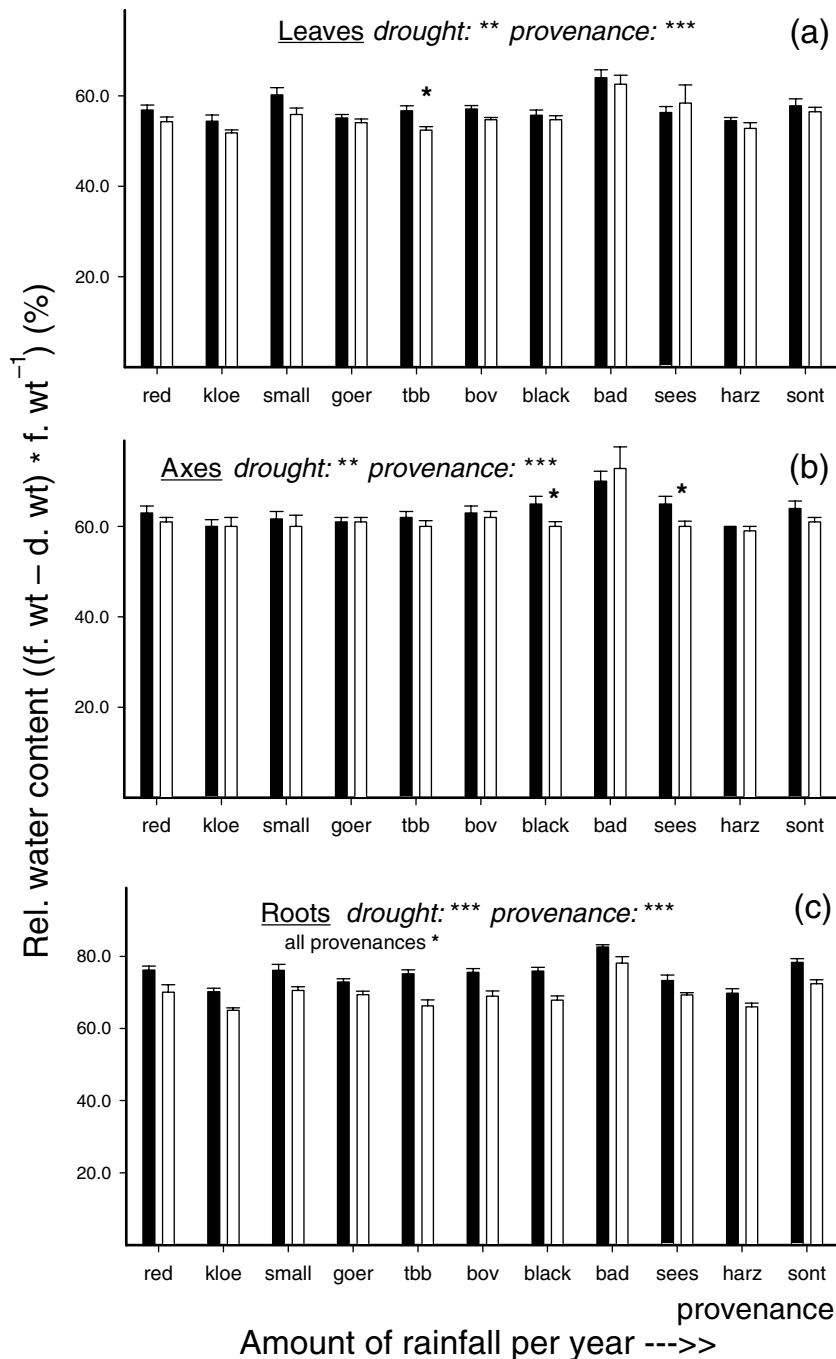 Leaves drought: ** provenance: *** (a)
*
60.0
40.0
20.0
red kloe small goer tbb bov black bad sees harz sont
Axes drought: ** provenance: *** (b)
* *
60.0
40.0
20.0
red kloe small goer tbb bov black bad sees harz sont
Roots drought: *** provenance: *** (c)
all provenances *
80.0
60.0
40.0
20.0
red kloe small goer tbb bov black bad sees harz sont
provenance
Amount of rainfall per year --->>
Rel. water content ((f. wt – d. wt) * f. wt⁻¹) (%)